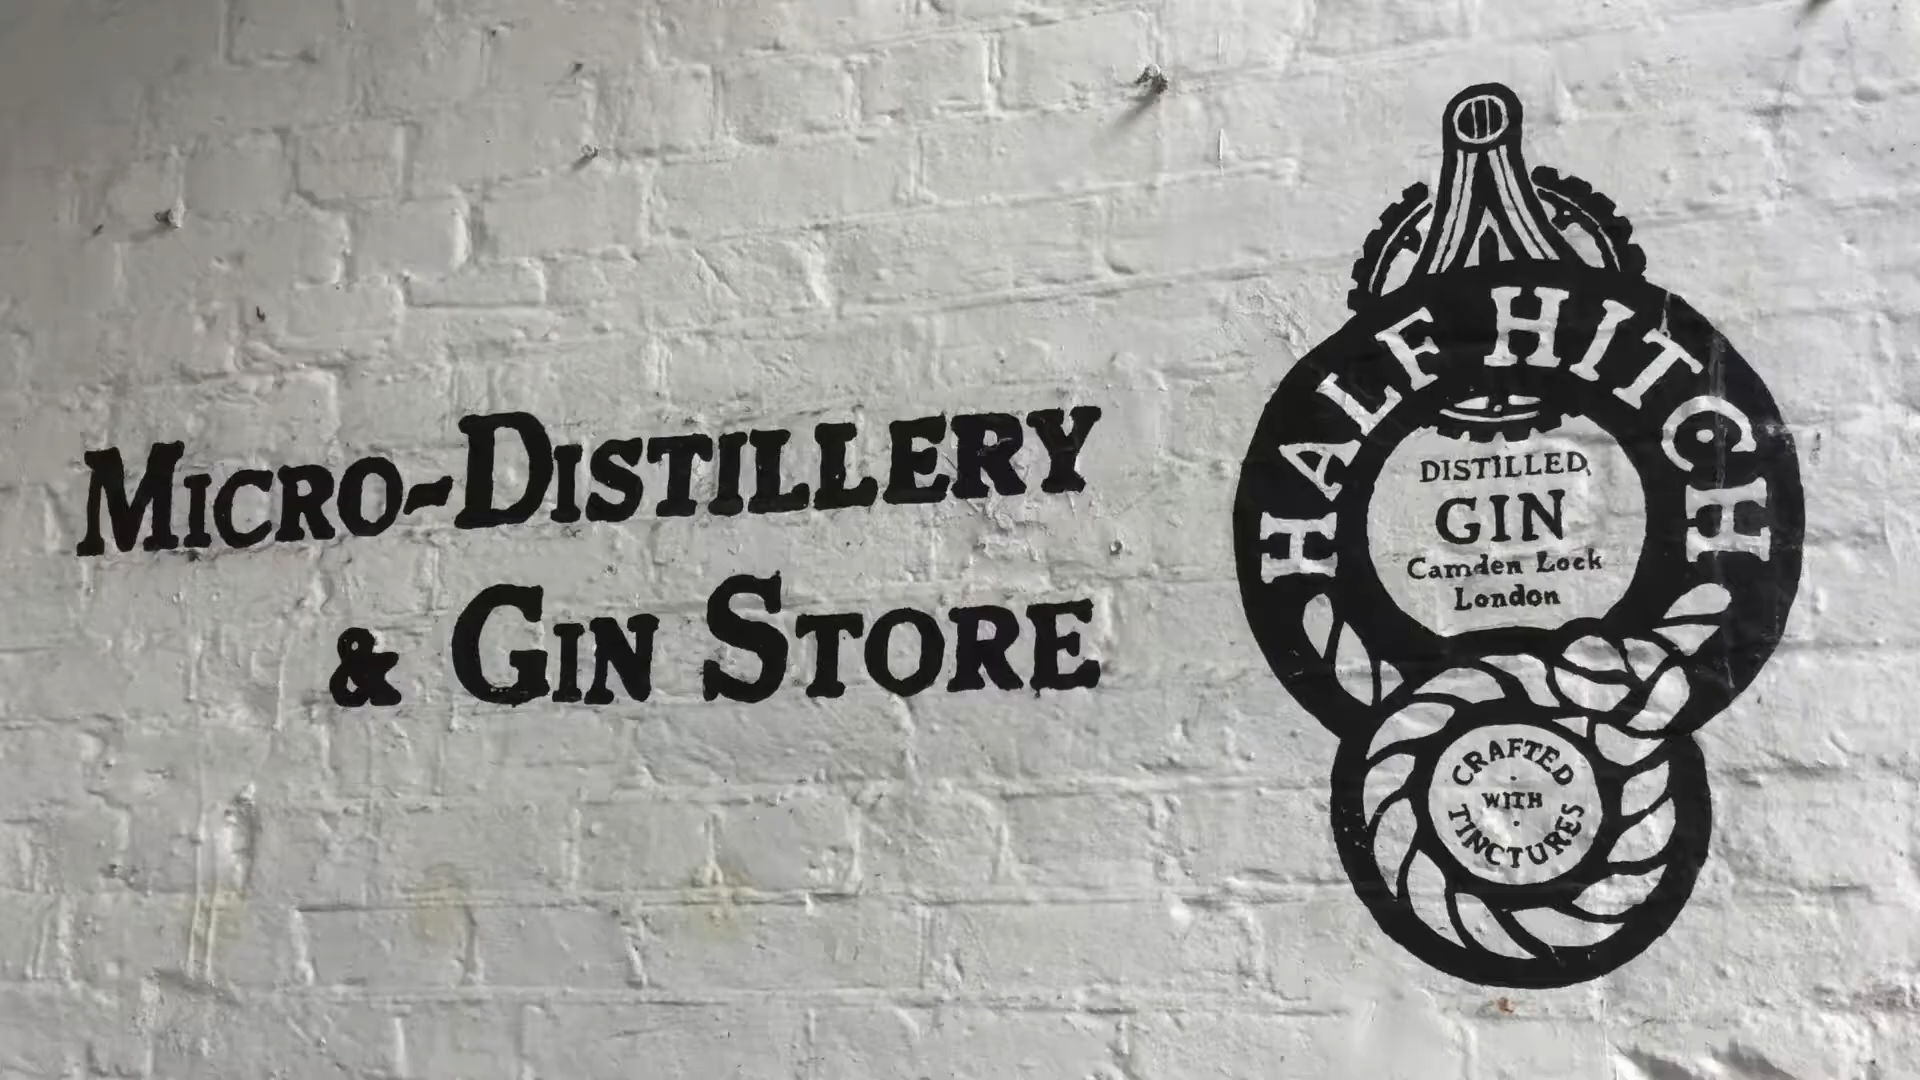 MICRO-DISTILLERY
& GIN STORE
HALF HITCH
DISTILLED
GIN
Camden Lock
London
CRAFTED
WITH
TINCTURES